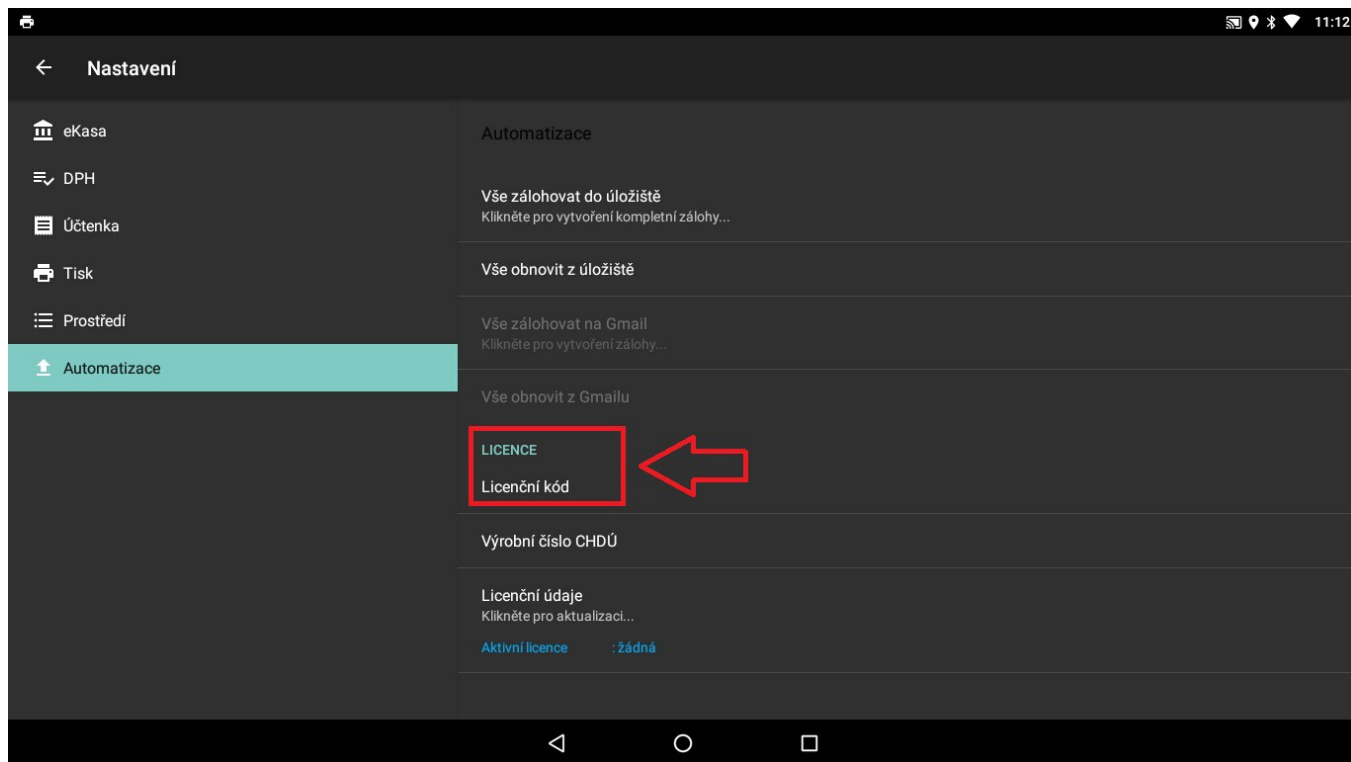 11:12
Nastavení
eKasa
DPH
Účtenka
Tisk
Prostředí
Automatizace
Automatizace
Vše zálohovat do úložiště
Klikněte pro vytvoření kompletní zálohy...
Vše obnovit z úložiště
Vše zálohovat na Gmail
Klikněte pro vytvoření zálohy...
Vše obnovit z Gmailu
LICENCE
Licenční kód
Výrobní číslo CHDÚ
Licenční údaje
Klikněte pro aktualizaci...
Aktivní licence : žádná